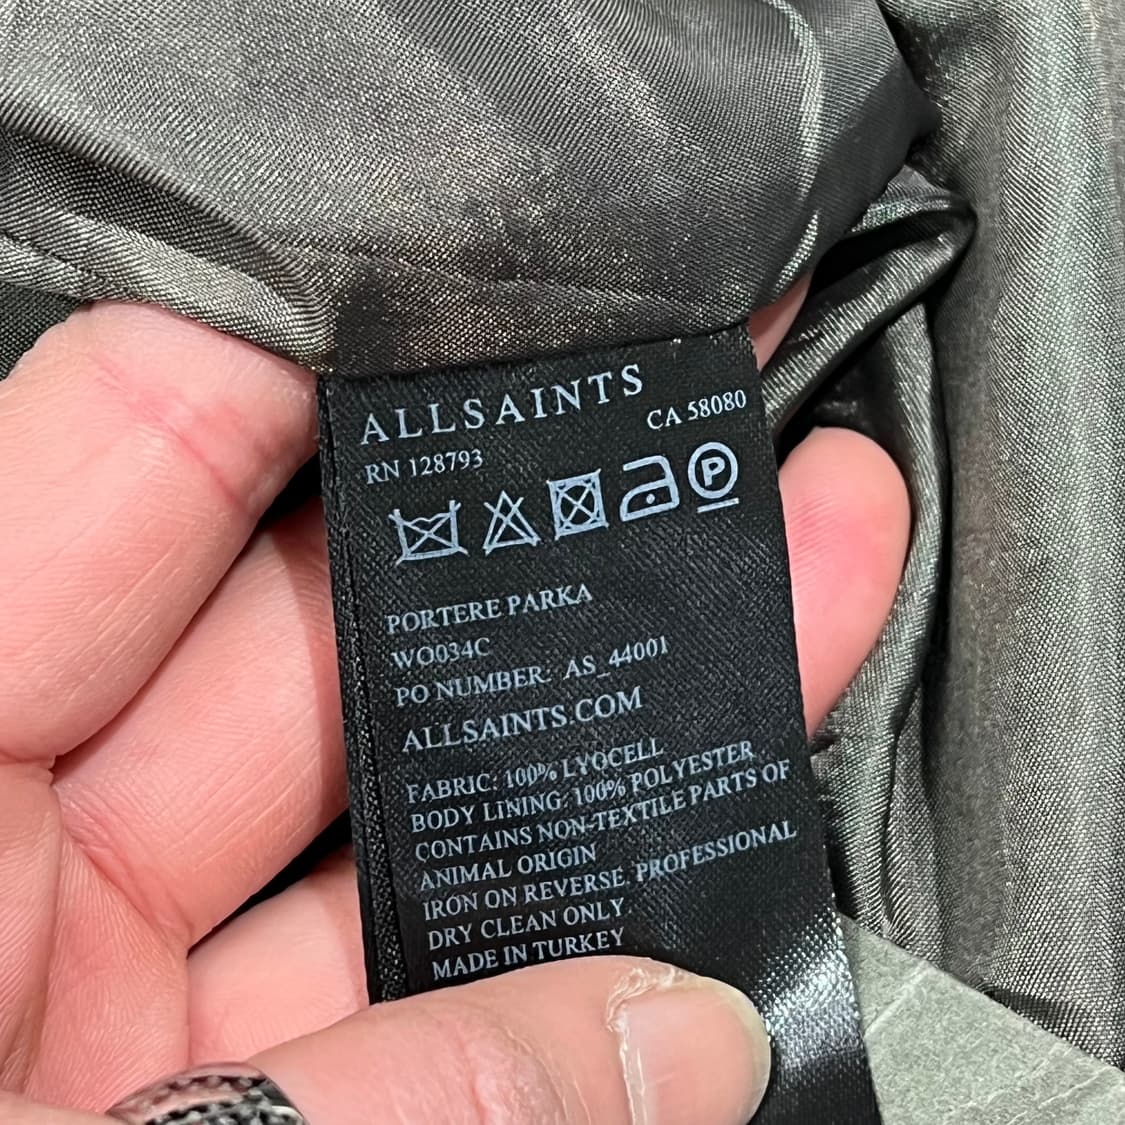 ALLSAINTS
RN 128793 CA 58080
P
PORTERE PARKA
WO034C
PO NUMBER: AS_44001
ALLSAINTS.COM
FABRIC: 100% LYOCELL
BODY LINING: 100% POLYESTER
CONTAINS NON-TEXTILE PARTS OF
ANIMAL ORIGIN
IRON ON REVERSE. PROFESSIONAL
DRY CLEAN ONLY.
MADE IN TURKEY